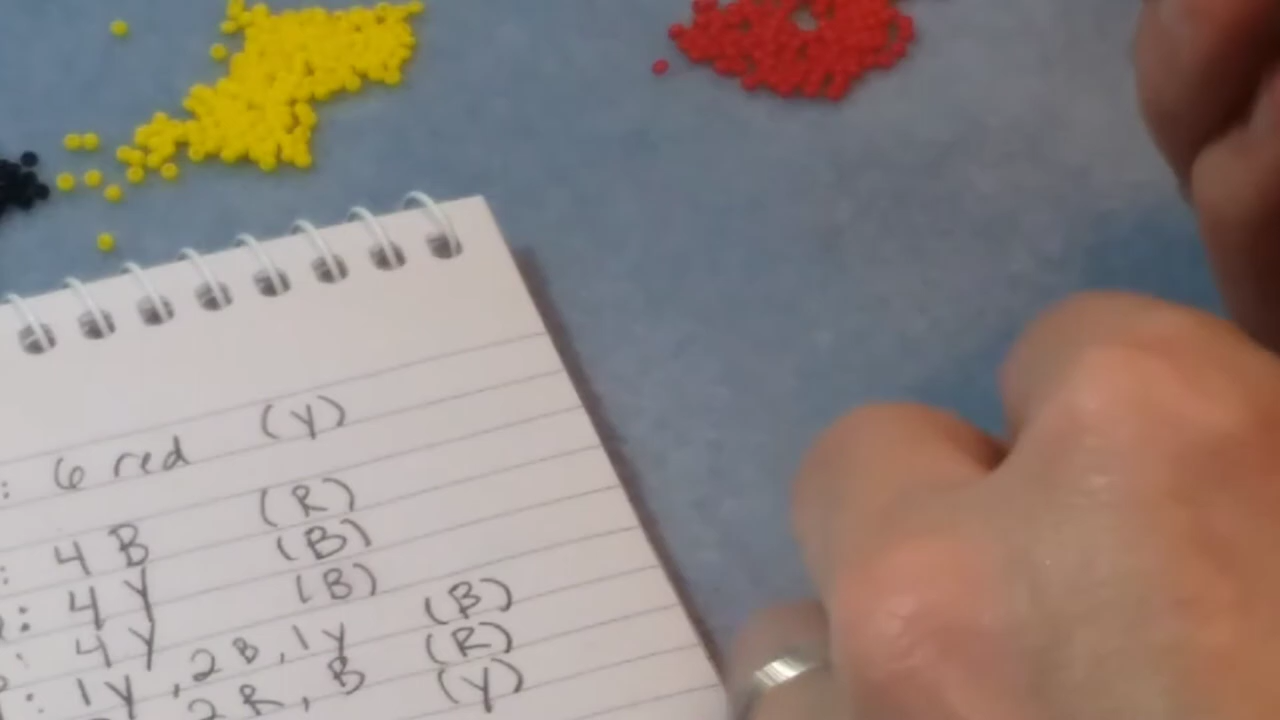 : 6 red (Y)
: 4 B (R)
: 4 Y (B)
: 4 Y (B)
: 1 Y, 2 B, 1 Y (B)
2 R, B (R)
(Y)